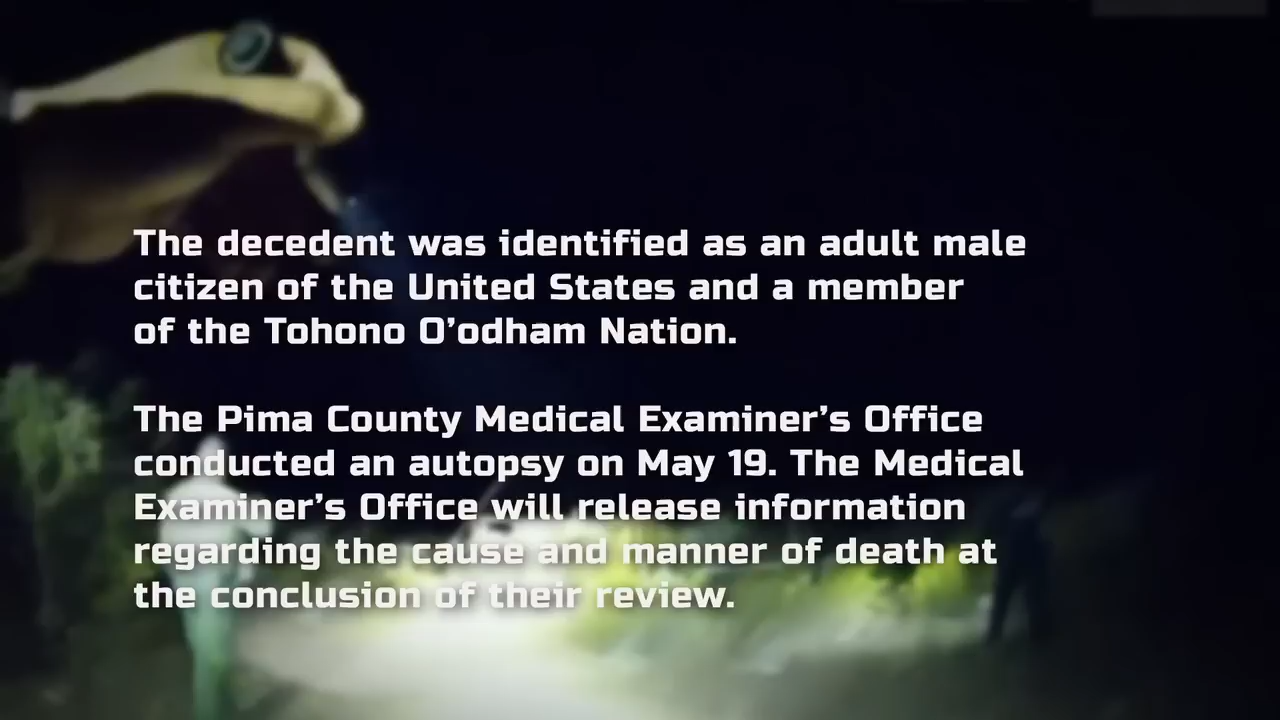 The decedent was identified as an adult male
citizen of the United States and a member
of the Tohono O’odham Nation.
The Pima County Medical Examiner’s Office
conducted an autopsy on May 19. The Medical
Examiner’s Office will release information
regarding the cause and manner of death at
the conclusion of their review.